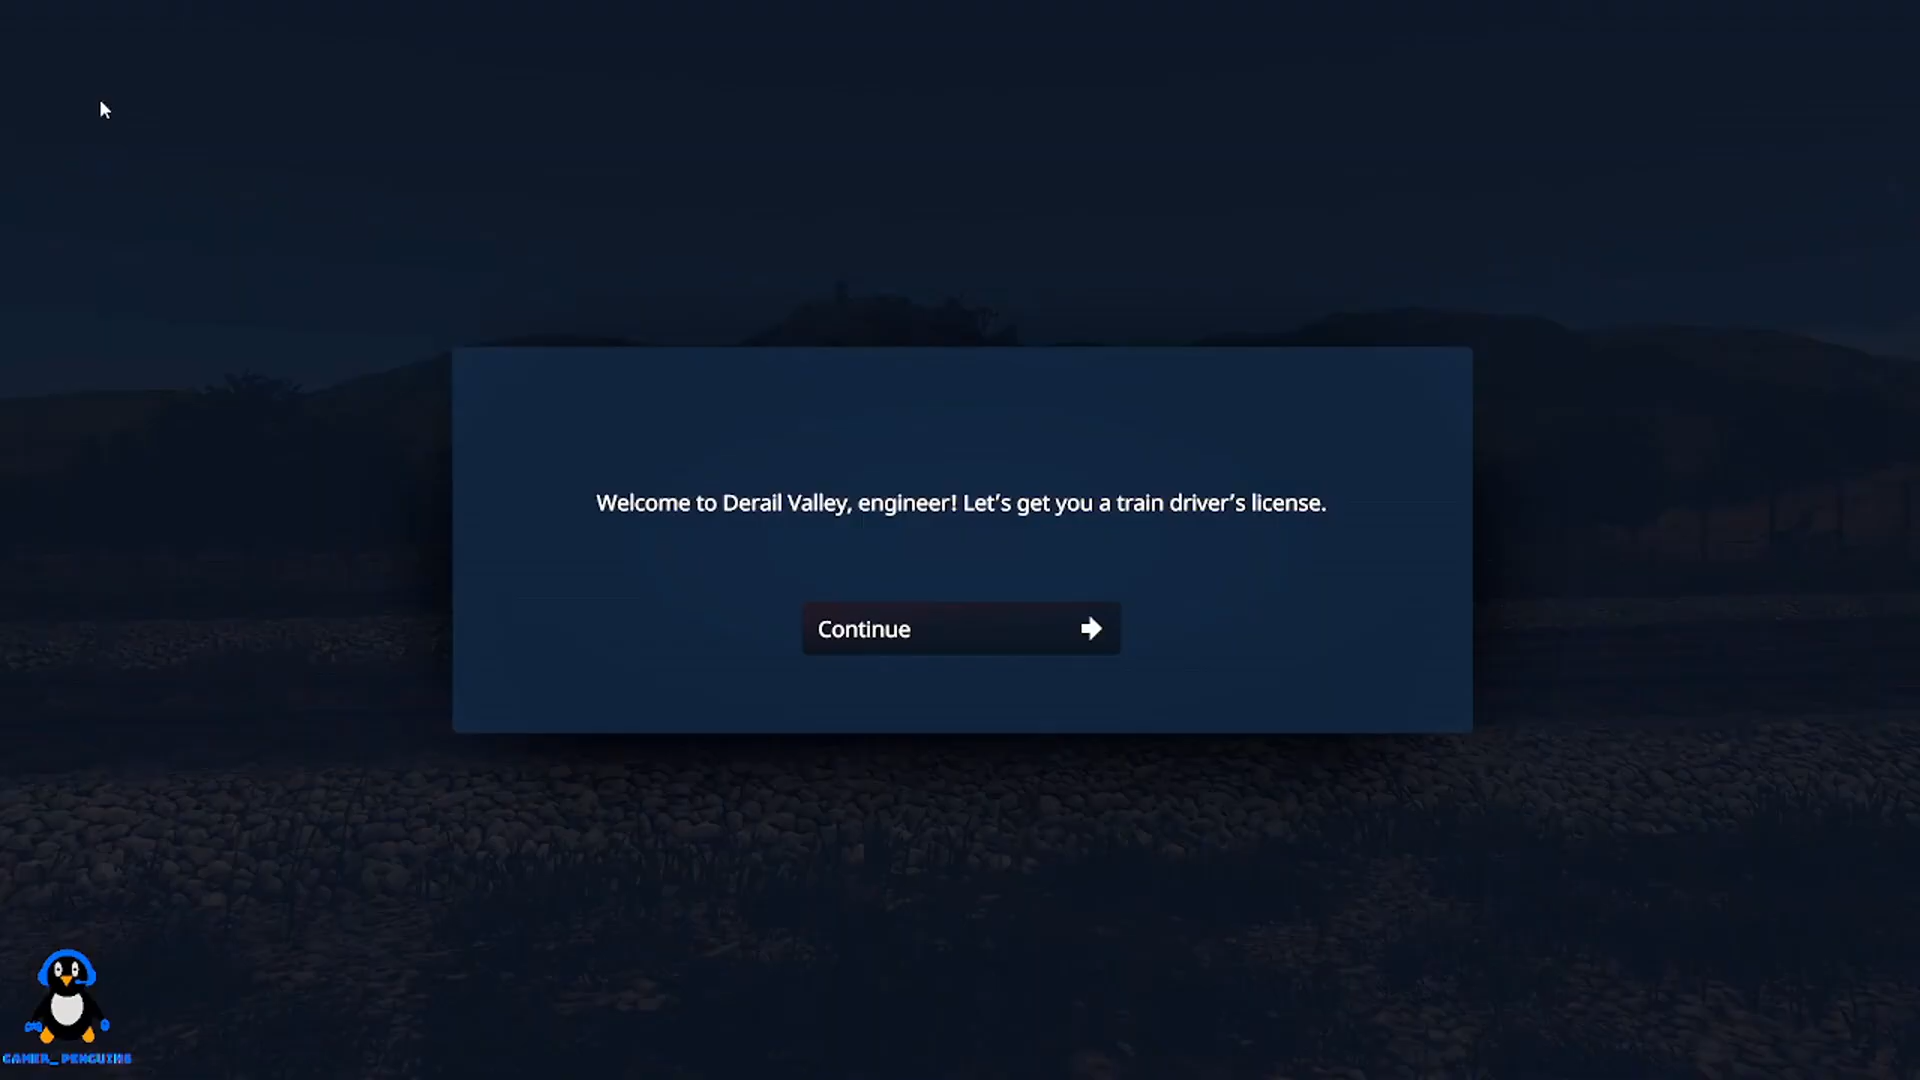 Welcome to Derail Valley, engineer! Let’s get you a train driver’s license.
Continue
GAMER_PENGUINS